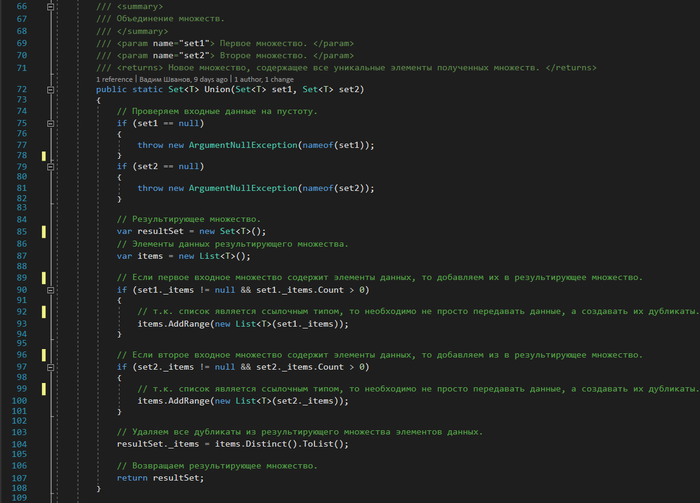 66 /// <summary>
67 /// Объединение множеств.
68 /// </summary>
69 /// <param name="set1"> Первое множество. </param>
70 /// <param name="set2"> Второе множество. </param>
71 /// <returns> Новое множество, содержащее все уникальные элементы полученных множеств. </returns>
1 reference | Вадим Шванов, 9 days ago | 1 author, 1 change
72 public static Set<T> Union(Set<T> set1, Set<T> set2)
73 {
74 // Проверяем входные данные на пустоту.
75 if (set1 == null)
76 {
77 throw new ArgumentNullException(nameof(set1));
78 }
79 if (set2 == null)
80 {
81 throw new ArgumentNullException(nameof(set2));
82 }
83
84 // Результирующее множество.
85 var resultSet = new Set<T>();
86 // Элементы данных результирующего множества.
87 var items = new List<T>();
88
89 // Если первое входное множество содержит элементы данных, то добавляем их в результирующее множество.
90 if (set1._items != null && set1._items.Count > 0)
91 {
92 // т.к. список является ссылочным типом, то необходимо не просто передавать данные, а создавать их дубликаты.
93 items.AddRange(new List<T>(set1._items));
94 }
95
96 // Если второе входное множество содержит элементы данных, то добавляем из в результирующее множество.
97 if (set2._items != null && set2._items.Count > 0)
98 {
99 // т.к. список является ссылочным типом, то необходимо не просто передавать данные, а создавать их дубликаты.
100 items.AddRange(new List<T>(set2._items));
101 }
102
103 // Удаляем все дубликаты из результирующего множества элементов данных.
104 resultSet._items = items.Distinct().ToList();
105
106 // Возвращаем результирующее множество.
107 return resultSet;
108 }
109